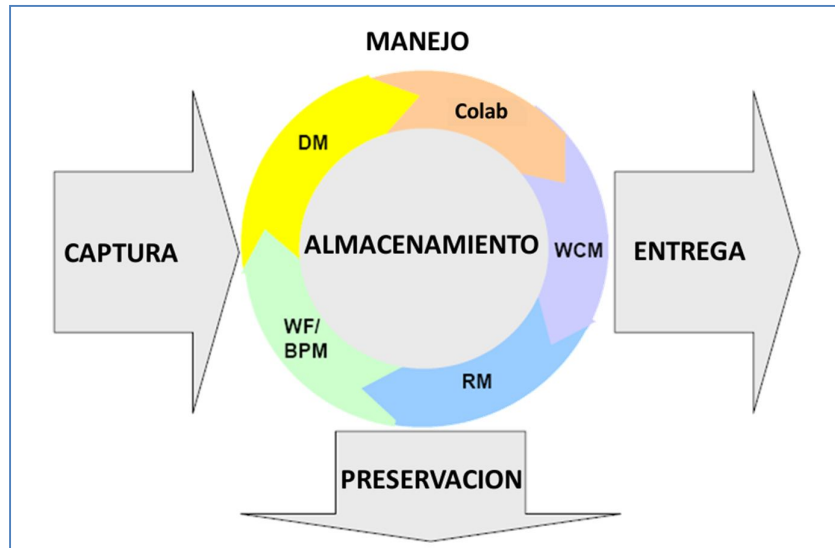 MANEJO
Colab
DM
CAPTURA
ALMACENAMIENTO
WCM
ENTREGA
WF/
BPM
RM
PRESERVACION